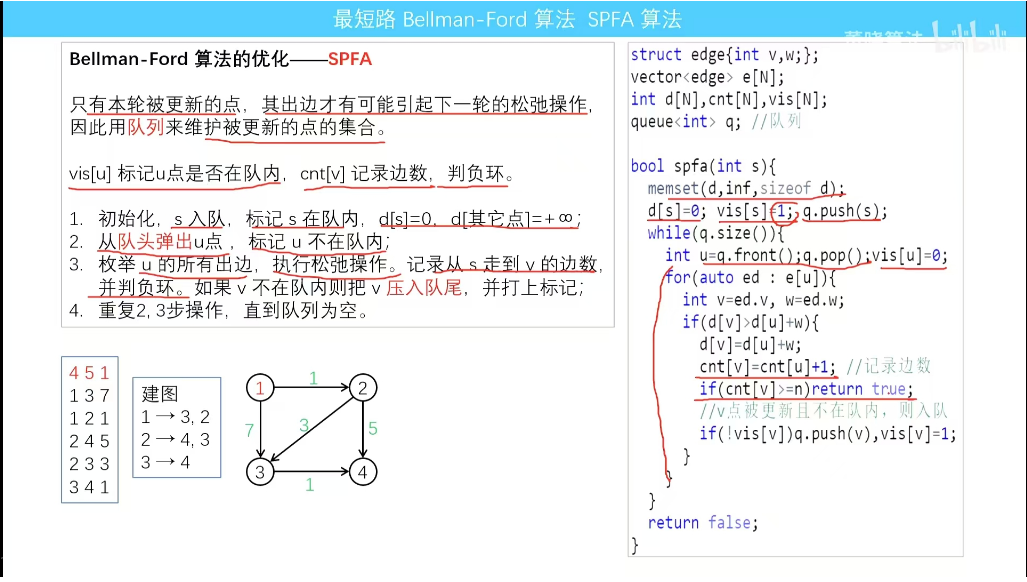 最短路 Bellman-Ford 算法 SPFA 算法
bilibili
Bellman-Ford 算法的优化——SPFA
只有本轮被更新的点，其出边才有可能引起下一轮的松弛操作，
因此用队列来维护被更新的点的集合。
vis[u] 标记u点是否在队内，cnt[v] 记录边数，判负环。
1. 初始化，s 入队，标记 s 在队内，d[s]=0，d[其它点]=+∞；
2. 从队头弹出u点，标记 u 不在队内；
3. 枚举 u 的所有出边，执行松弛操作。记录从 s 走到 v 的边数，
并判负环。如果 v 不在队内则把 v 压入队尾，并打上标记；
4. 重复2, 3步操作，直到队列为空。
4 5 1
1 3 7
1 2 1
2 4 5
2 3 3
3 4 1
建图
1 → 3, 2
2 → 4, 3
3 → 4
1
1
2
7
3
5
3
1
4
struct edge{int v,w;};
vector<edge> e[N];
int d[N],cnt[N],vis[N];
queue<int> q; //队列
bool spfa(int s){
memset(d,inf,sizeof d);
d[s]=0; vis[s]=1; q.push(s);
while(q.size()){
int u=q.front();q.pop();vis[u]=0;
for(auto ed : e[u]){
int v=ed.v, w=ed.w;
if(d[v]>d[u]+w){
d[v]=d[u]+w;
cnt[v]=cnt[u]+1; //记录边数
if(cnt[v]>=n)return true;
//v点被更新且不在队内，则入队
if(!vis[v])q.push(v),vis[v]=1;
}
}
}
return false;
}